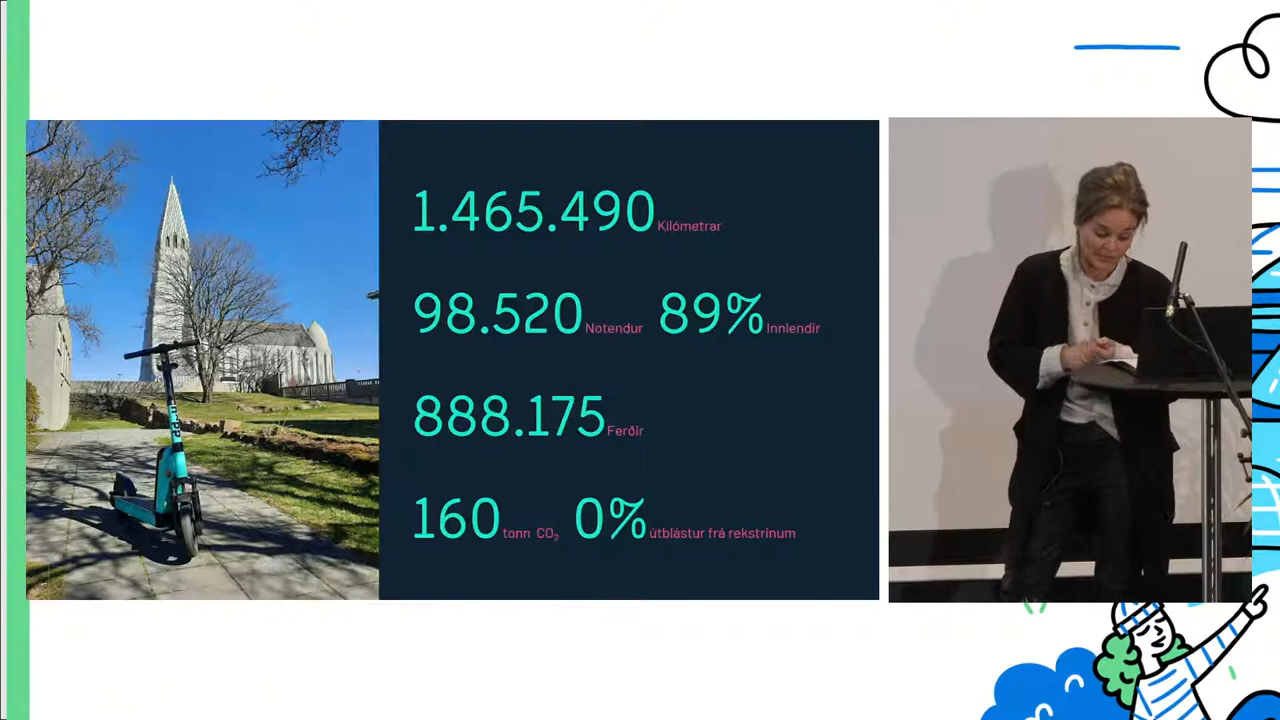 1.465.490 Kílómetrar
98.520 Notendur 89% Innlendir
888.175 Ferðir
160 tonn CO₂ 0% útblástur frá rekstrinum